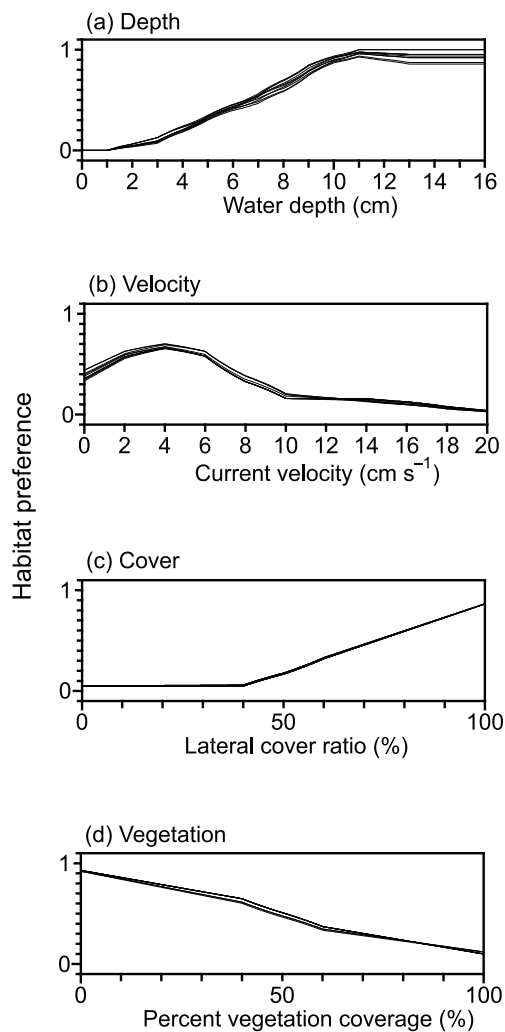 (a) Depth
1
0
0 2 4 6 8 10 12 14 16
Water depth (cm)
(b) Velocity
1
0
0 2 4 6 8 10 12 14 16 18 20
Current velocity (cm s⁻¹)
Habitat preference
(c) Cover
1
0
0 50 100
Lateral cover ratio (%)
(d) Vegetation
1
0
0 50 100
Percent vegetation coverage (%)